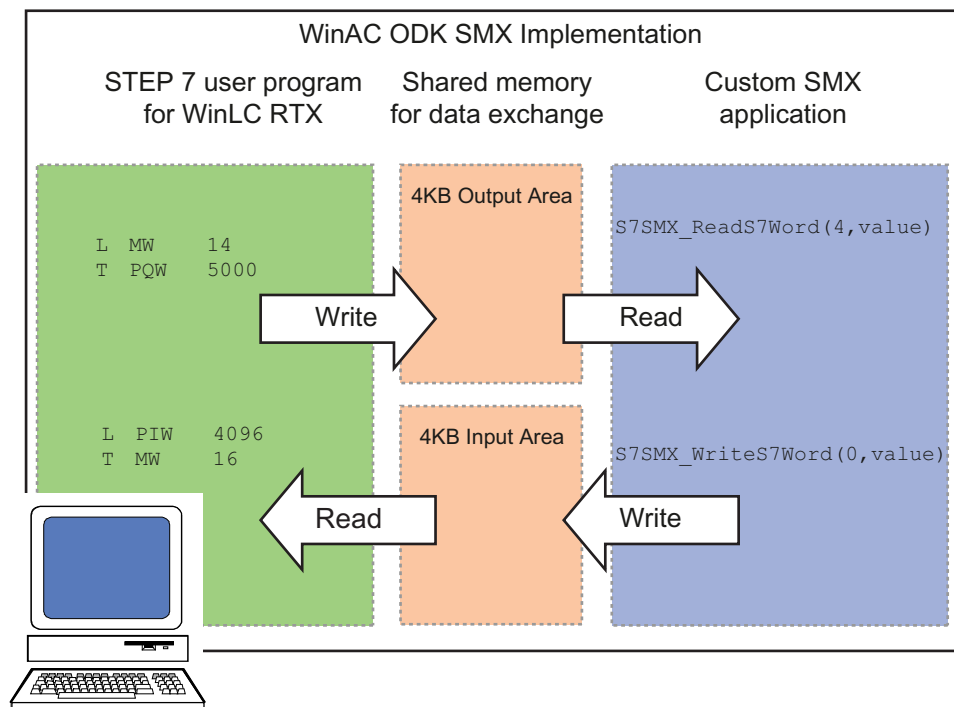 WinAC ODK SMX Implementation
STEP 7 user program
for WinLC RTX
Shared memory
for data exchange
Custom SMX
application
L MW 14
T PQW 5000
Write
4KB Output Area
Read
S7SMX_ReadS7Word(4,value)
L PIW 4096
T MW 16
Read
4KB Input Area
Write
S7SMX_WriteS7Word(0,value)